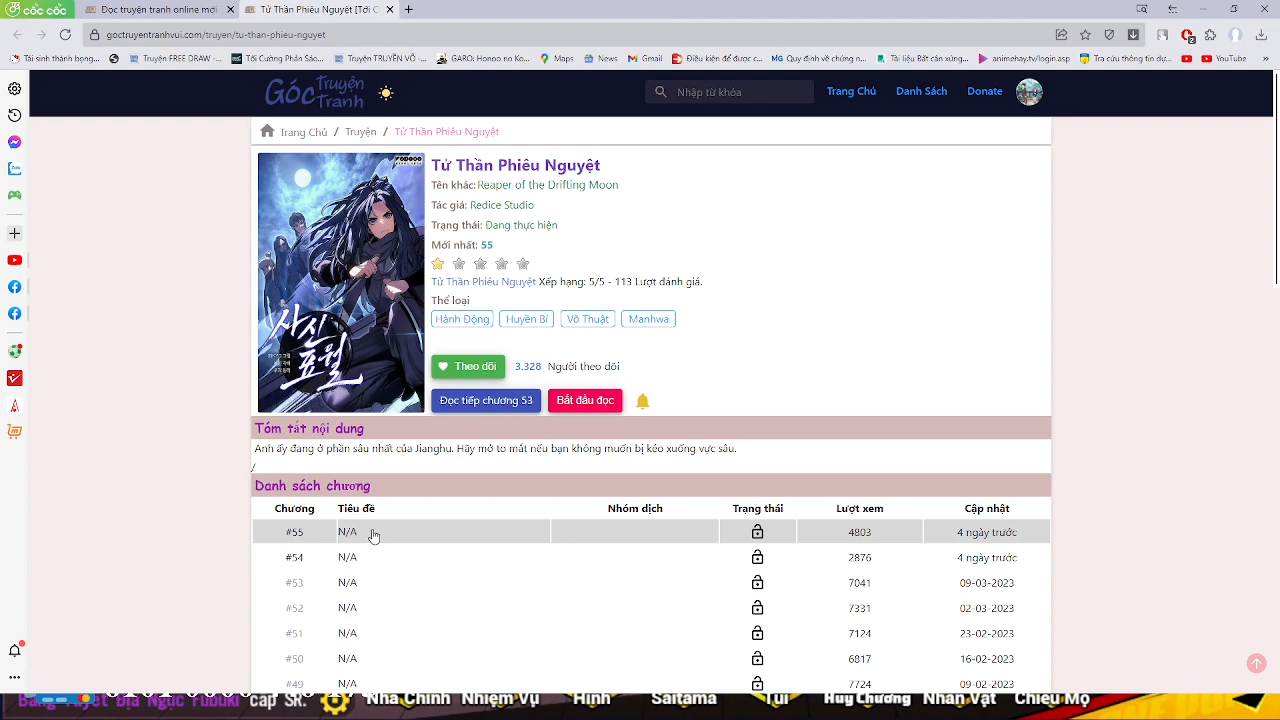 cốc cốc
Đọc truyện tranh online mới
Tử Thần Phiêu Nguyệt [Tới C
goctruyentranhvui.com/truyen/tu-than-phieu-nguyet
Tái sinh thành bọng...
Truyện FREE DRAW -...
Tối Cường Phản Sáo...
Truyện THUYỀN VÕ -...
GARO: Honoo no Ko...
Maps
News
Gmail
Điều kiện để được c...
MG Quy định về chứng n...
Tài liệu Bất cân xứng...
animehay.tv/login.asp
Tra cứu thông tin dự...
YouTube
Góc Truyện Tranh
Nhập từ khóa
Trang Chủ
Danh Sách
Donate
Trang Chủ / Truyện / Tử Thần Phiêu Nguyệt
사신
표월
Tử Thần Phiêu Nguyệt
Tên khác: Reaper of the Drifting Moon
Tác giả: Redice Studio
Trạng thái: Đang thực hiện
Mới nhất: 55
Tử Thần Phiêu Nguyệt Xếp hạng: 5/5 - 113 Lượt đánh giá.
Thể loại
Hành Động
Huyền Bí
Võ Thuật
Manhwa
Theo dõi
3.328 Người theo dõi
Đọc tiếp chương 53
Bắt đầu đọc
Tóm tắt nội dung
Anh ấy đang ở phần sâu nhất của Jianghu. Hãy mở to mắt nếu bạn không muốn bị kéo xuống vực sâu.
/
Danh sách chương
Chương Tiêu đề Nhóm dịch Trạng thái Lượt xem Cập nhật
#55 N/A 4803 4 ngày trước
#54 N/A 2876 4 ngày trước
#53 N/A 7041 09-03-2023
#52 N/A 7331 02-03-2023
#51 N/A 7124 23-02-2023
#50 N/A 6817 16-02-2023
#49 N/A 7724 09-02-2023
cấp SR.
Nhà Chính
Nhiệm Vụ
Hình
Saitama
Túi
Huy Chương
Nhân Vật
Chiêu Mộ